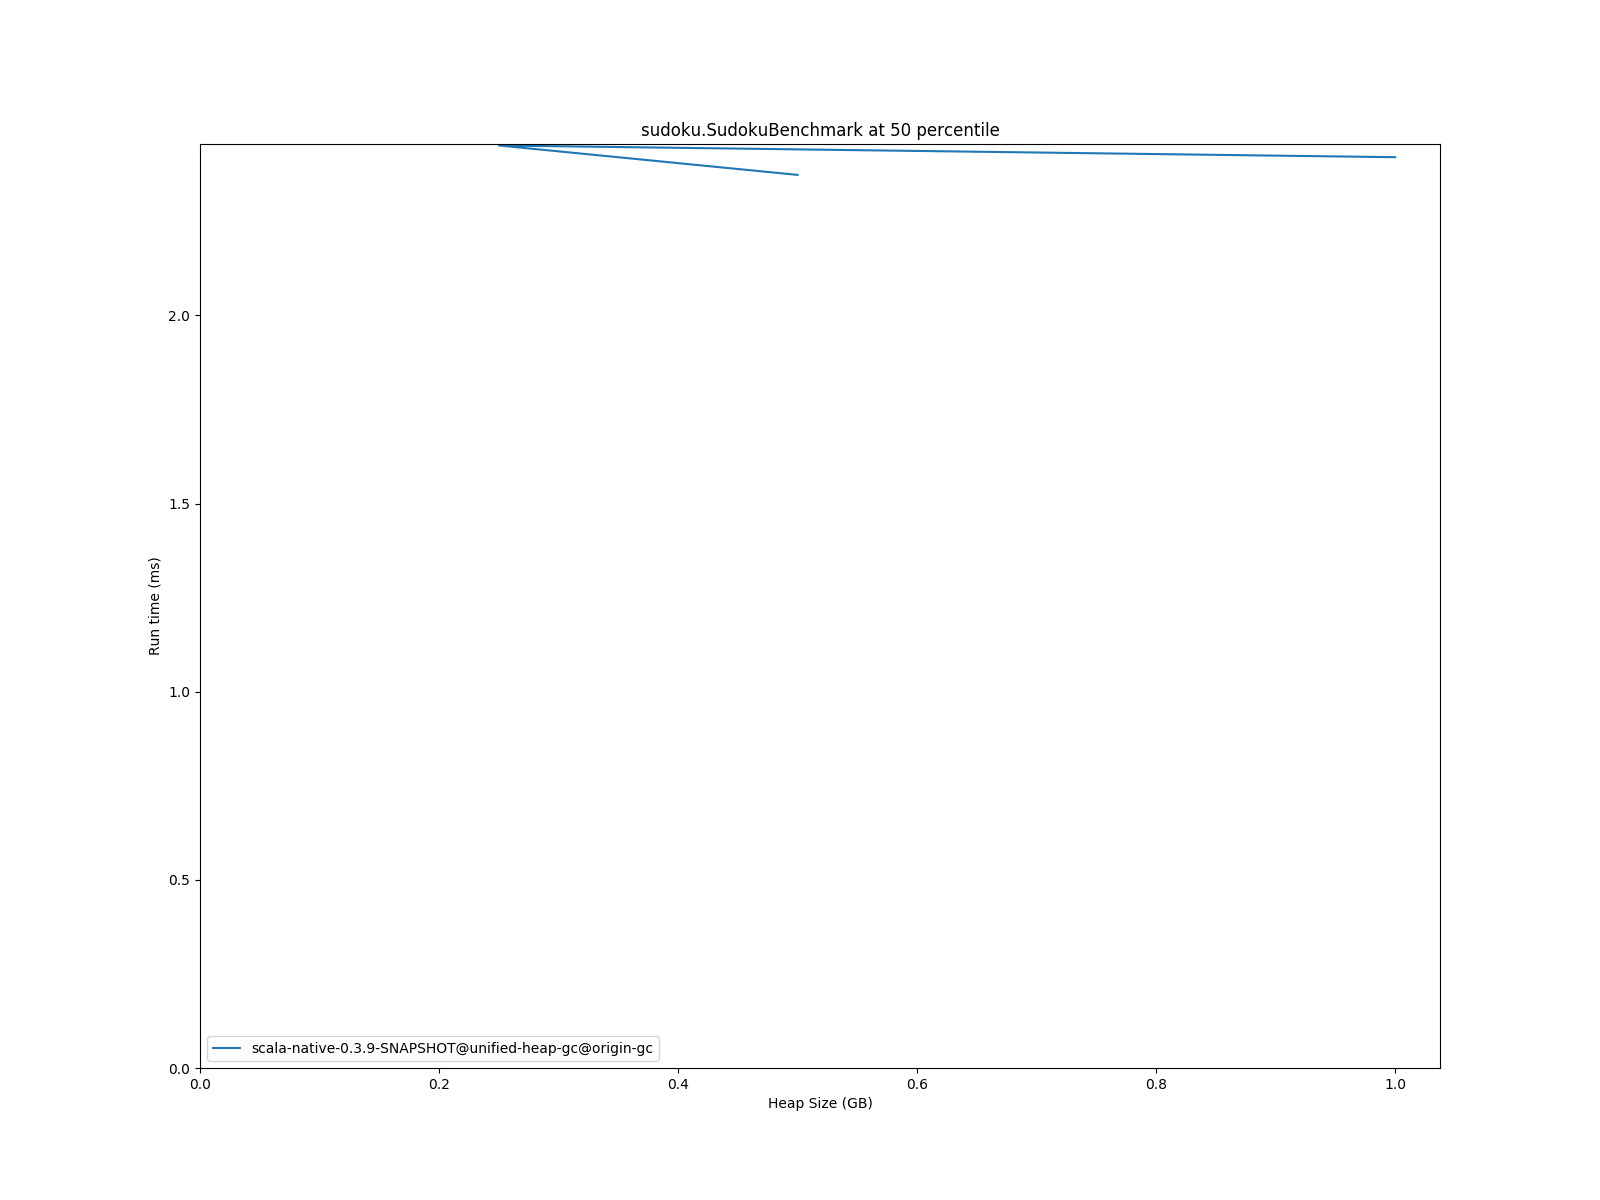 sudoku.SudokuBenchmark at 50 percentile
2.0
1.5
1.0
0.5
0.0
Run time (ms)
scala-native-0.3.9-SNAPSHOT@unified-heap-gc@origin-gc
0.0 0.2 0.4 0.6 0.8 1.0
Heap Size (GB)